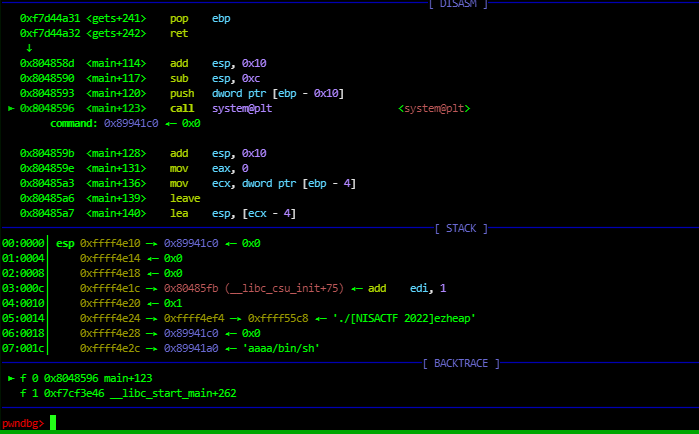 [ DISASM ]
0xf7d44a31 <gets+241> pop ebp
0xf7d44a32 <gets+242> ret
↓
0x804858d <main+114> add esp, 0x10
0x8048590 <main+117> sub esp, 0xc
0x8048593 <main+120> push dword ptr [ebp - 0x10]
► 0x8048596 <main+123> call system@plt <system@plt>
command: 0x89941c0 ◂— 0x0
0x804859b <main+128> add esp, 0x10
0x804859e <main+131> mov eax, 0
0x80485a3 <main+136> mov ecx, dword ptr [ebp - 4]
0x80485a6 <main+139> leave
0x80485a7 <main+140> lea esp, [ecx - 4]
[ STACK ]
00:0000│ esp 0xffff4e10 —▸ 0x89941c0 ◂— 0x0
01:0004│ 0xffff4e14 ◂— 0x0
02:0008│ 0xffff4e18 ◂— 0x0
03:000c│ 0xffff4e1c —▸ 0x80485fb (__libc_csu_init+75) ◂— add edi, 1
04:0010│ 0xffff4e20 ◂— 0x1
05:0014│ 0xffff4e24 —▸ 0xffff4ef4 —▸ 0xffff55c8 ◂— './[NISACTF 2022]ezheap'
06:0018│ 0xffff4e28 —▸ 0x89941c0 ◂— 0x0
07:001c│ 0xffff4e2c —▸ 0x89941a0 ◂— 'aaaa/bin/sh'
[ BACKTRACE ]
► f 0 0x8048596 main+123
f 1 0xf7cf3e46 __libc_start_main+262
pwndbg>